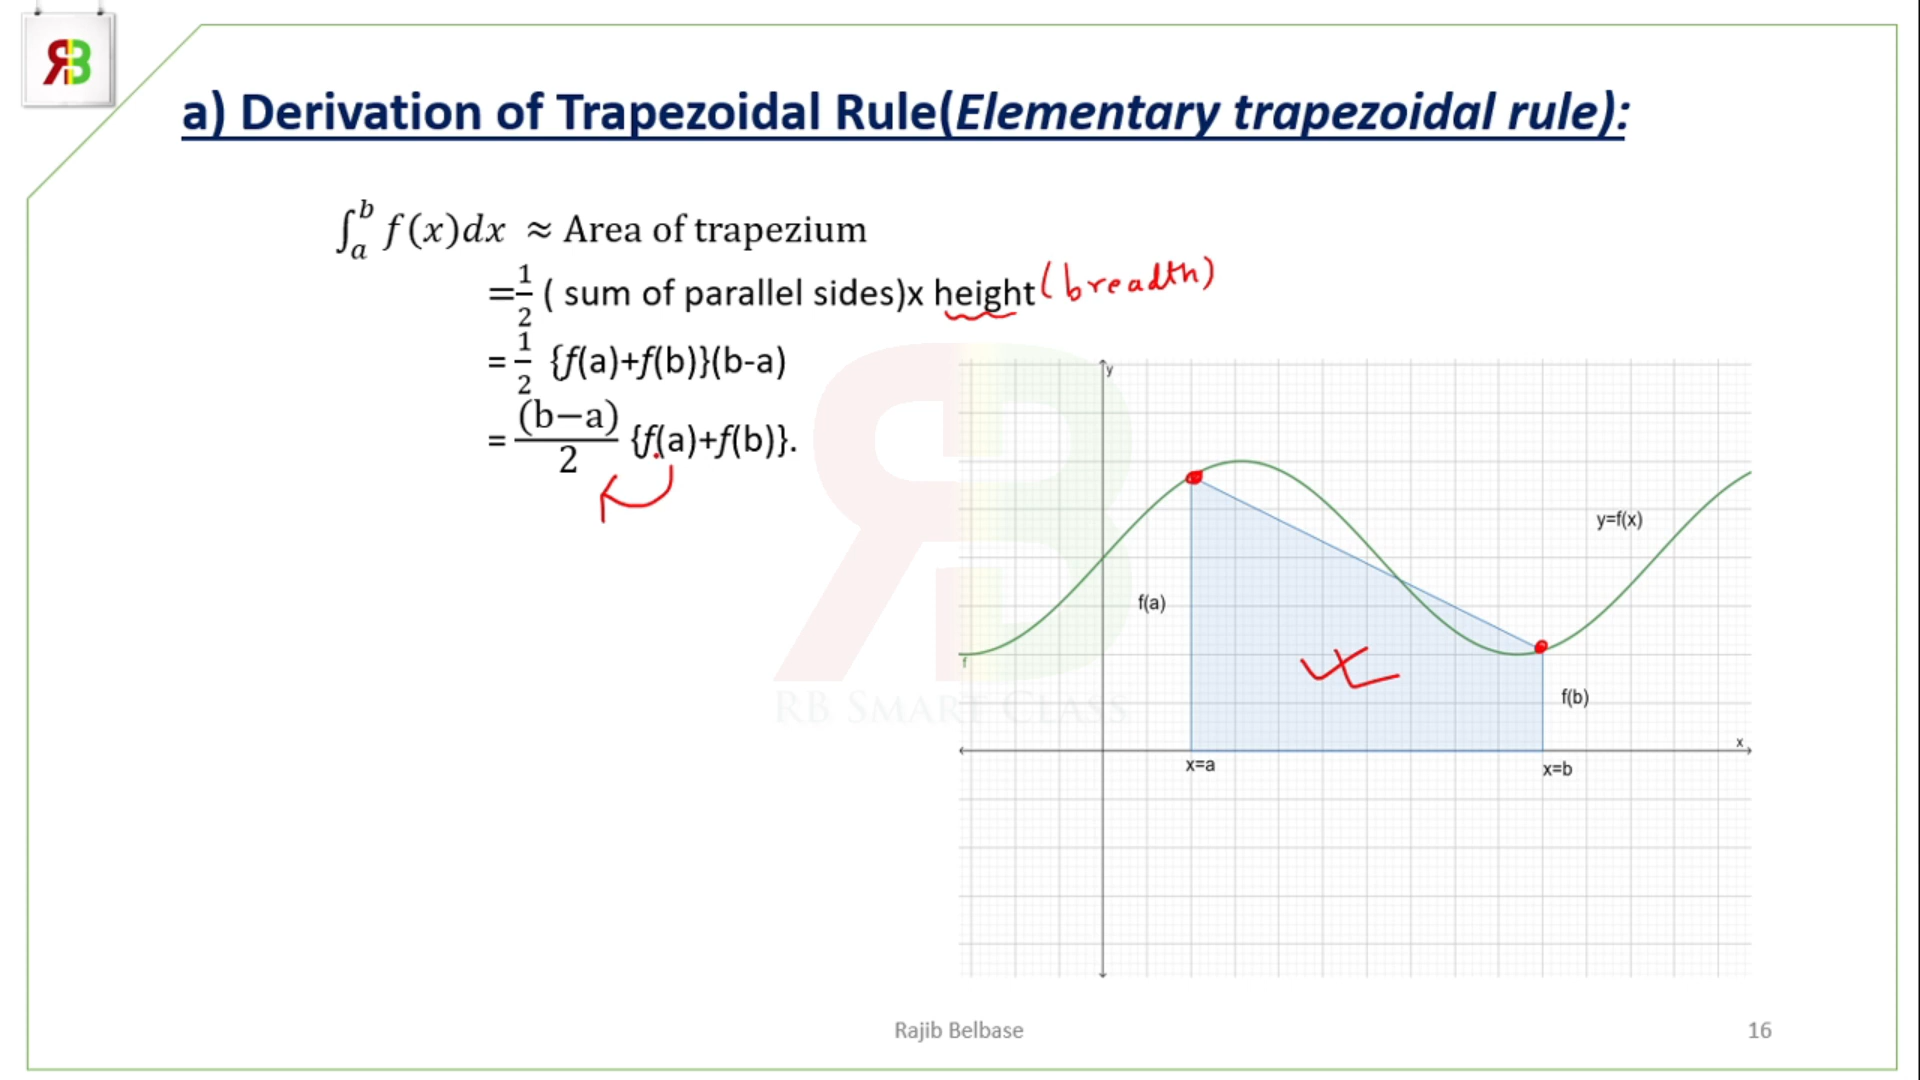 RB
a) Derivation of Trapezoidal Rule(Elementary trapezoidal rule):
∫ₐᵇ f(x)dx ≈ Area of trapezium
=1/2 ( sum of parallel sides)x height (breadth)
= 1/2 {f(a)+f(b)}(b-a)
= (b−a)/2 {f(a)+f(b)}.
y
y=f(x)
f(a)
f
f(b)
RB SMART CLASS
x
x=a
x=b
Rajib Belbase
16